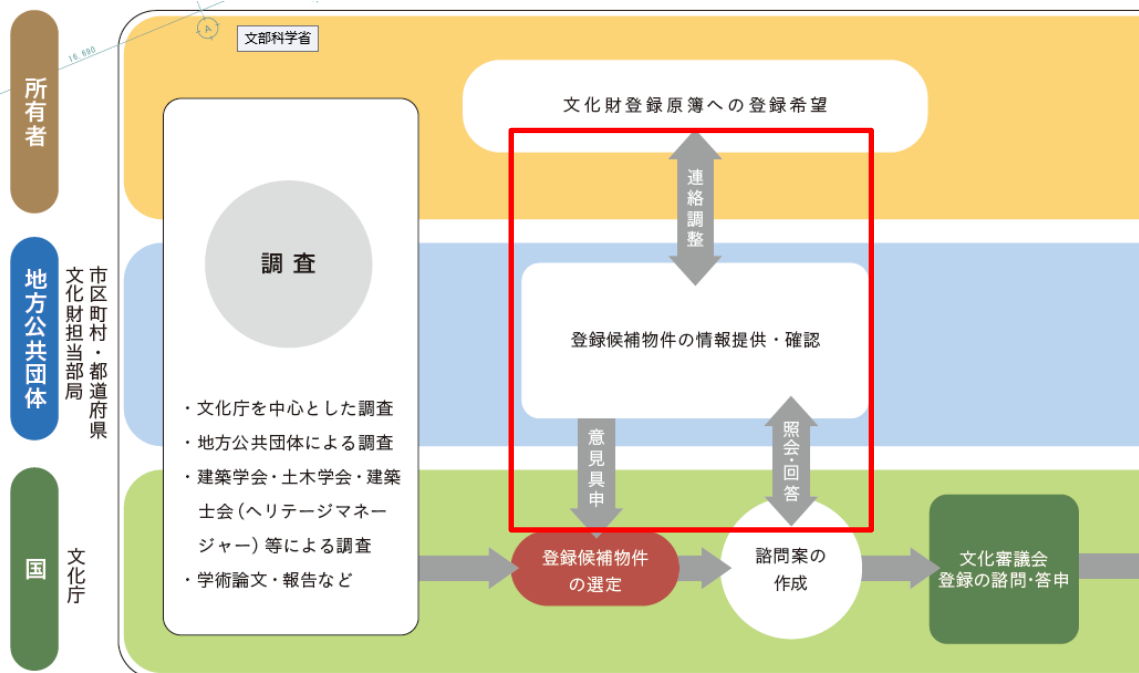 所有者
地方公共団体
市区町村・都道府県
文化財担当部局
国
文化庁
16,690
A
文部科学省
調査
・文化庁を中心とした調査
・地方公共団体による調査
・建築学会・土木学会・建築
士会(ヘリテージマネー
ジャー)等による調査
・学術論文・報告など
文化財登録原簿への登録希望
連絡調整
登録候補物件の情報提供・確認
意見具申
照会・回答
登録候補物件
の選定
諮問案の
作成
文化審議会
登録の諮問・答申